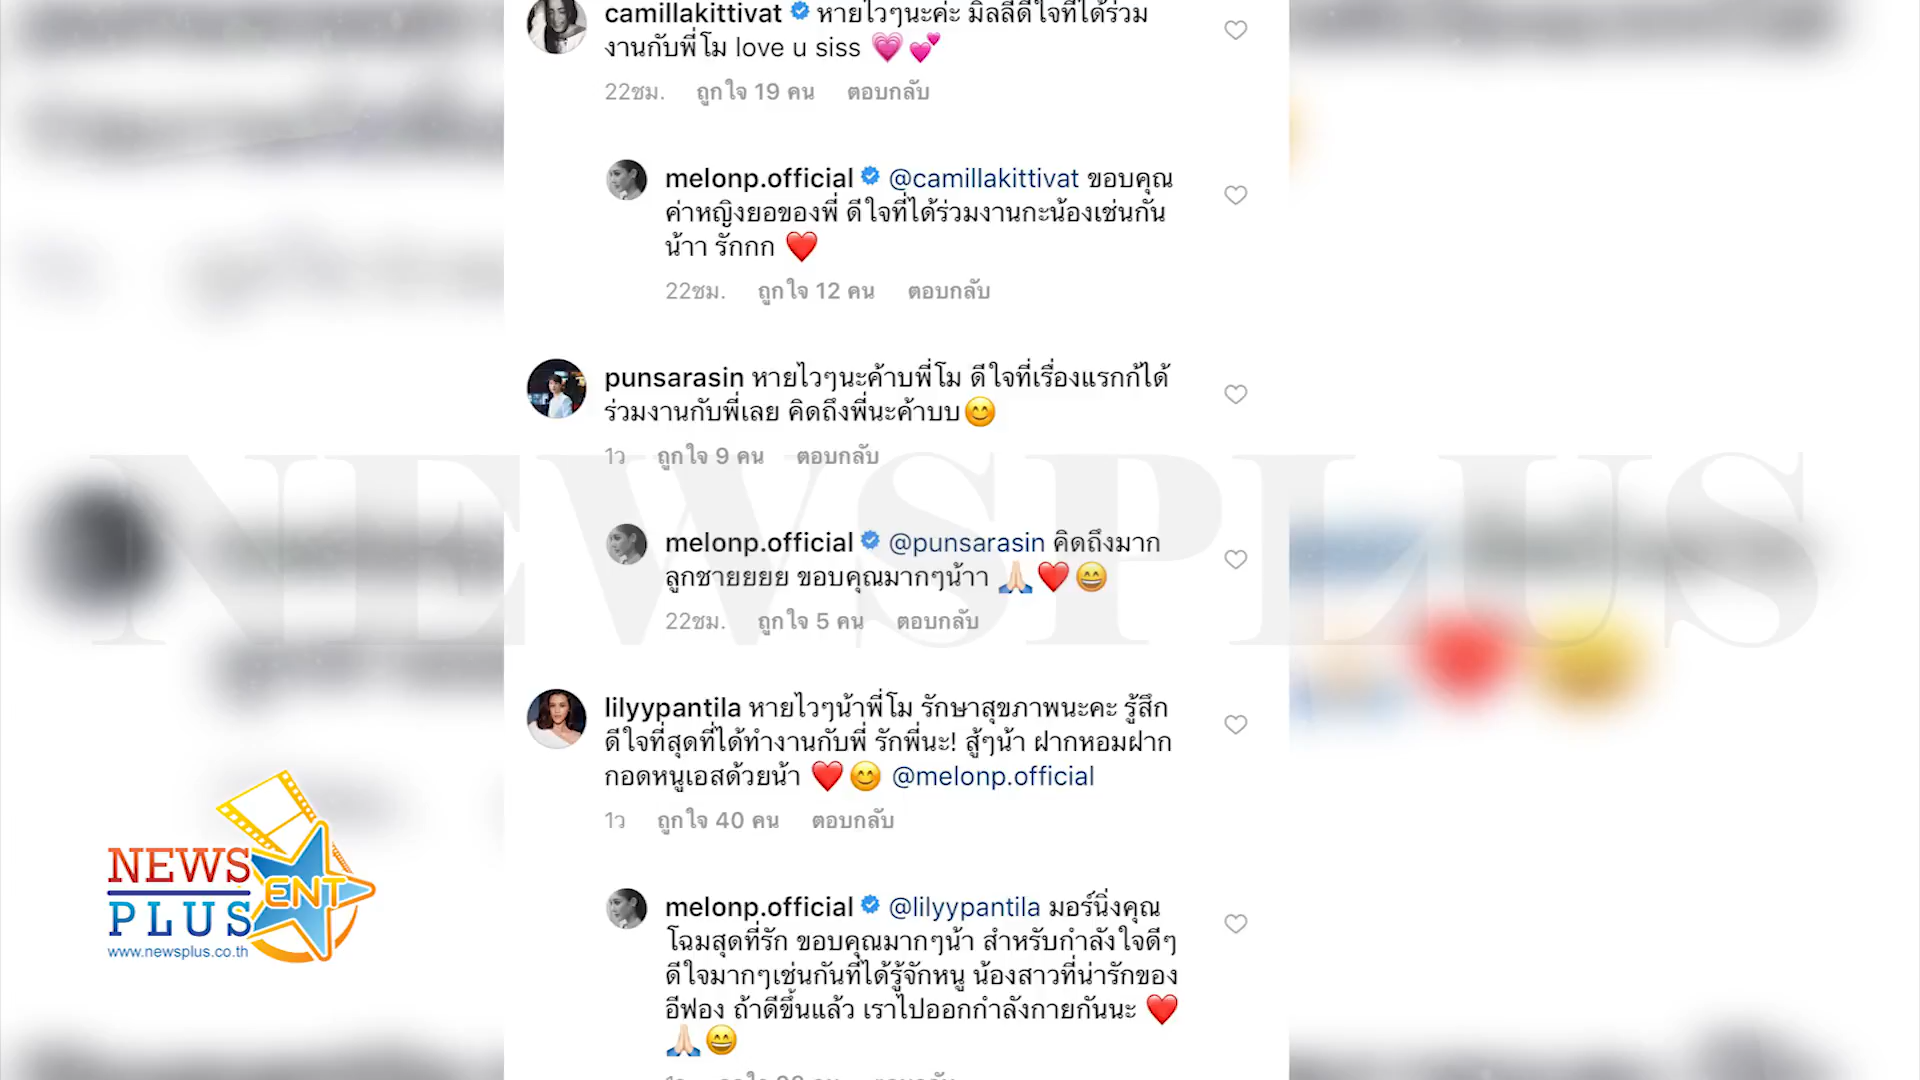 camillakittivat หายไวๆนะค่ะ มิลลี่ดีใจที่ได้ร่วม
งานกับพี่โม love u siss 💗 💕
22ชม. ถูกใจ 19 คน ตอบกลับ
melonp.official @camillakittivat ขอบคุณ
ค่าหญิงยอของพี่ ดีใจที่ได้ร่วมงานกะน้องเช่นกัน
น้าา รักกก ❤️
22ชม. ถูกใจ 12 คน ตอบกลับ
punsarasin หายไวๆนะค้าบพี่โม ดีใจที่เรื่องแรกก้ได้
ร่วมงานกับพี่เลย คิดถึงพี่นะค้าบบ😊
1ว ถูกใจ 9 คน ตอบกลับ
NEWSPLUS
melonp.official @punsarasin คิดถึงมาก
ลูกชายยยย ขอบคุณมากๆน้าา 🙏🏻❤️😄
22ชม. ถูกใจ 5 คน ตอบกลับ
lilyypantila หายไวๆน้าพี่โม รักษาสุขภาพนะคะ รู้สึก
ดีใจที่สุดที่ได้ทำงานกับพี่ รักพี่นะ! สู้ๆน้า ฝากหอมฝาก
กอดหนูเอสด้วยน้า ❤️😊 @melonp.official
1ว ถูกใจ 40 คน ตอบกลับ
melonp.official @lilyypantila มอร์นิ่งคุณ
โฉมสุดที่รัก ขอบคุณมากๆน้า สำหรับกำลังใจดีๆ
ดีใจมากๆเช่นกันที่ได้รู้จักหนู น้องสาวที่น่ารักของ
อีฟอง ถ้าดีขึ้นแล้ว เราไปออกกำลังกายกันนะ ❤️
🙏🏻😄
NEWS
PLUS
ENT
www.newsplus.co.th